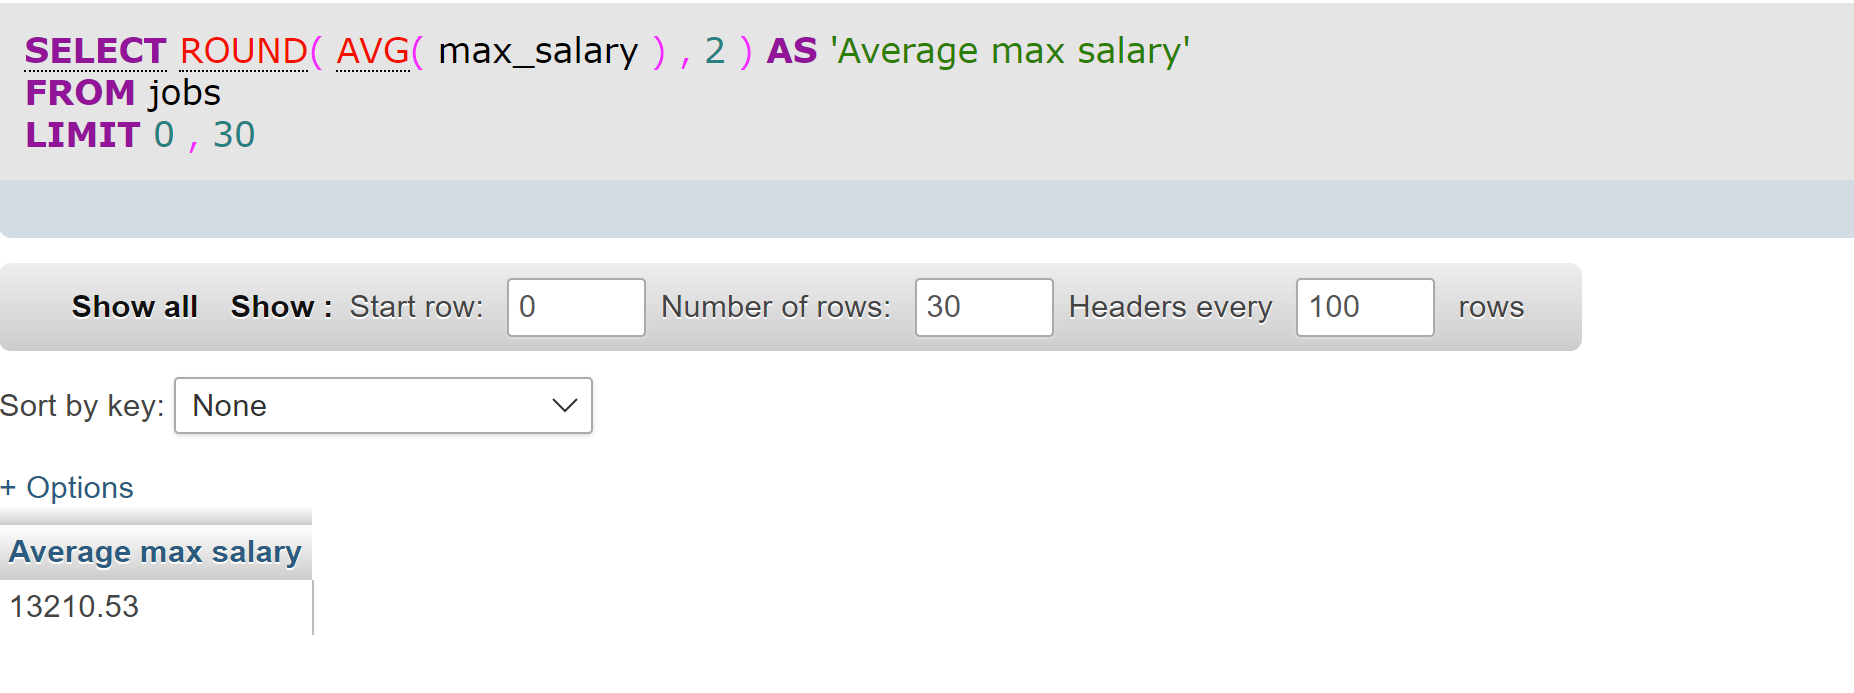 SELECT ROUND( AVG( max_salary ) , 2 ) AS 'Average max salary'
FROM jobs
LIMIT 0 , 30
Show all Show : Start row: 0 Number of rows: 30 Headers every 100 rows
Sort by key: None
+ Options
Average max salary
13210.53